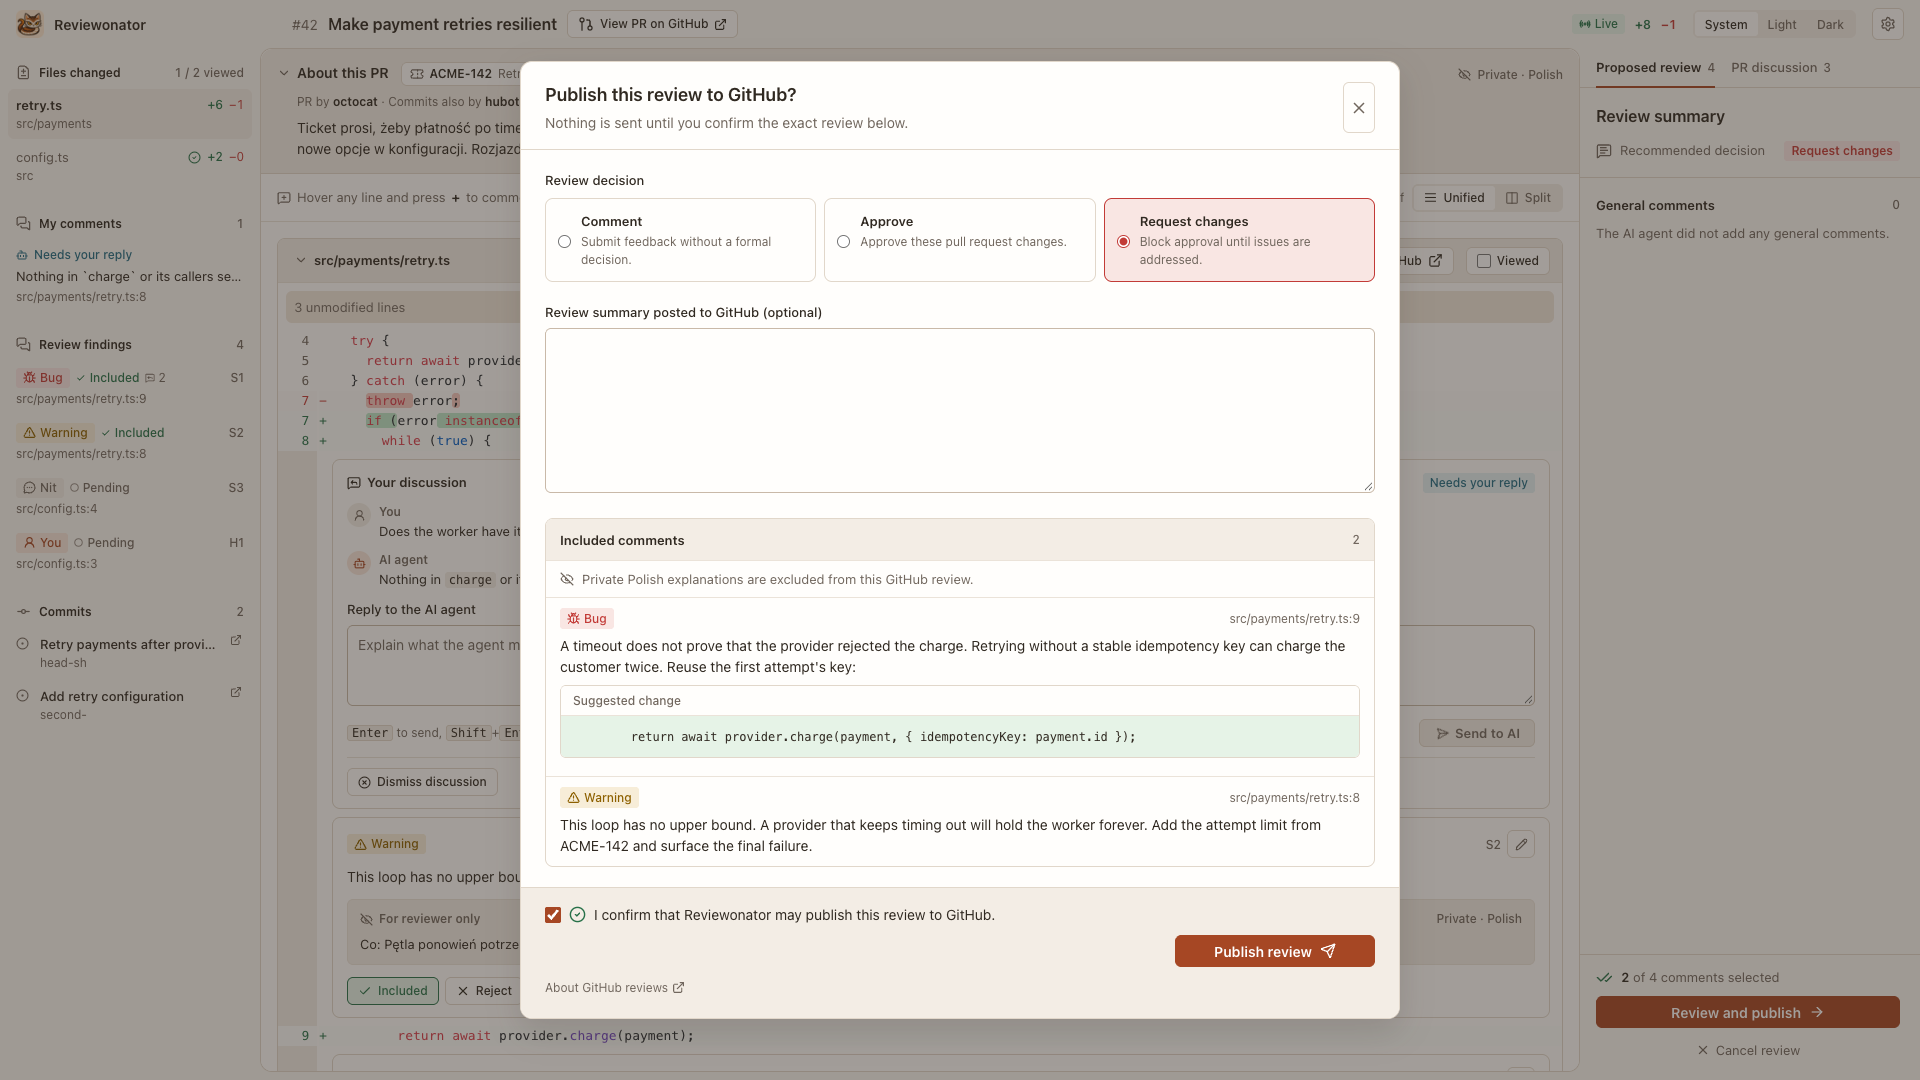 Reviewonator
#42 Make payment retries resilient
View PR on GitHub
Live +8 −1
System Light Dark
Files changed 1 / 2 viewed
retry.ts +6 −1
src/payments
config.ts +2 −0
src
My comments 1
Needs your reply
Nothing in `charge` or its callers se...
src/payments/retry.ts:8
Review findings 4
Bug Included 2 S1
src/payments/retry.ts:9
Warning Included S2
src/payments/retry.ts:8
Nit Pending S3
src/config.ts:4
You Pending H1
src/config.ts:3
Commits 2
Retry payments after provi...
head-sh
Add retry configuration
second-
About this PR ACME-142 Retr
Private · Polish
PR by octocat · Commits also by hubot
Ticket prosi, żeby płatność po time
nowe opcje w konfiguracji. Rozjazd
Hover any line and press + to comm
Unified Split
src/payments/retry.ts
Hub Viewed
3 unmodified lines
4 try {
5 return await provide
6 } catch (error) {
7 − throw error;
7 + if (error instanceof
8 + while (true) {
Your discussion
Needs your reply
You
Does the worker have it
AI agent
Nothing in charge or i
Reply to the AI agent
Explain what the agent m
Enter to send, Shift+En
Send to AI
Dismiss discussion
Warning
S2
This loop has no upper bou
For reviewer only
Private · Polish
Co: Pętla ponowień potrze
Included Reject
9 + return await provider.charge(payment);
Publish this review to GitHub?
Nothing is sent until you confirm the exact review below.
Review decision
Comment
Submit feedback without a formal
decision.
Approve
Approve these pull request changes.
Request changes
Block approval until issues are
addressed.
Review summary posted to GitHub (optional)
Included comments 2
Private Polish explanations are excluded from this GitHub review.
Bug src/payments/retry.ts:9
A timeout does not prove that the provider rejected the charge. Retrying without a stable idempotency key can charge the
customer twice. Reuse the first attempt's key:
Suggested change
return await provider.charge(payment, { idempotencyKey: payment.id });
Warning src/payments/retry.ts:8
This loop has no upper bound. A provider that keeps timing out will hold the worker forever. Add the attempt limit from
ACME-142 and surface the final failure.
I confirm that Reviewonator may publish this review to GitHub.
Publish review
About GitHub reviews
Proposed review 4 PR discussion 3
Review summary
Recommended decision Request changes
General comments 0
The AI agent did not add any general comments.
2 of 4 comments selected
Review and publish
Cancel review